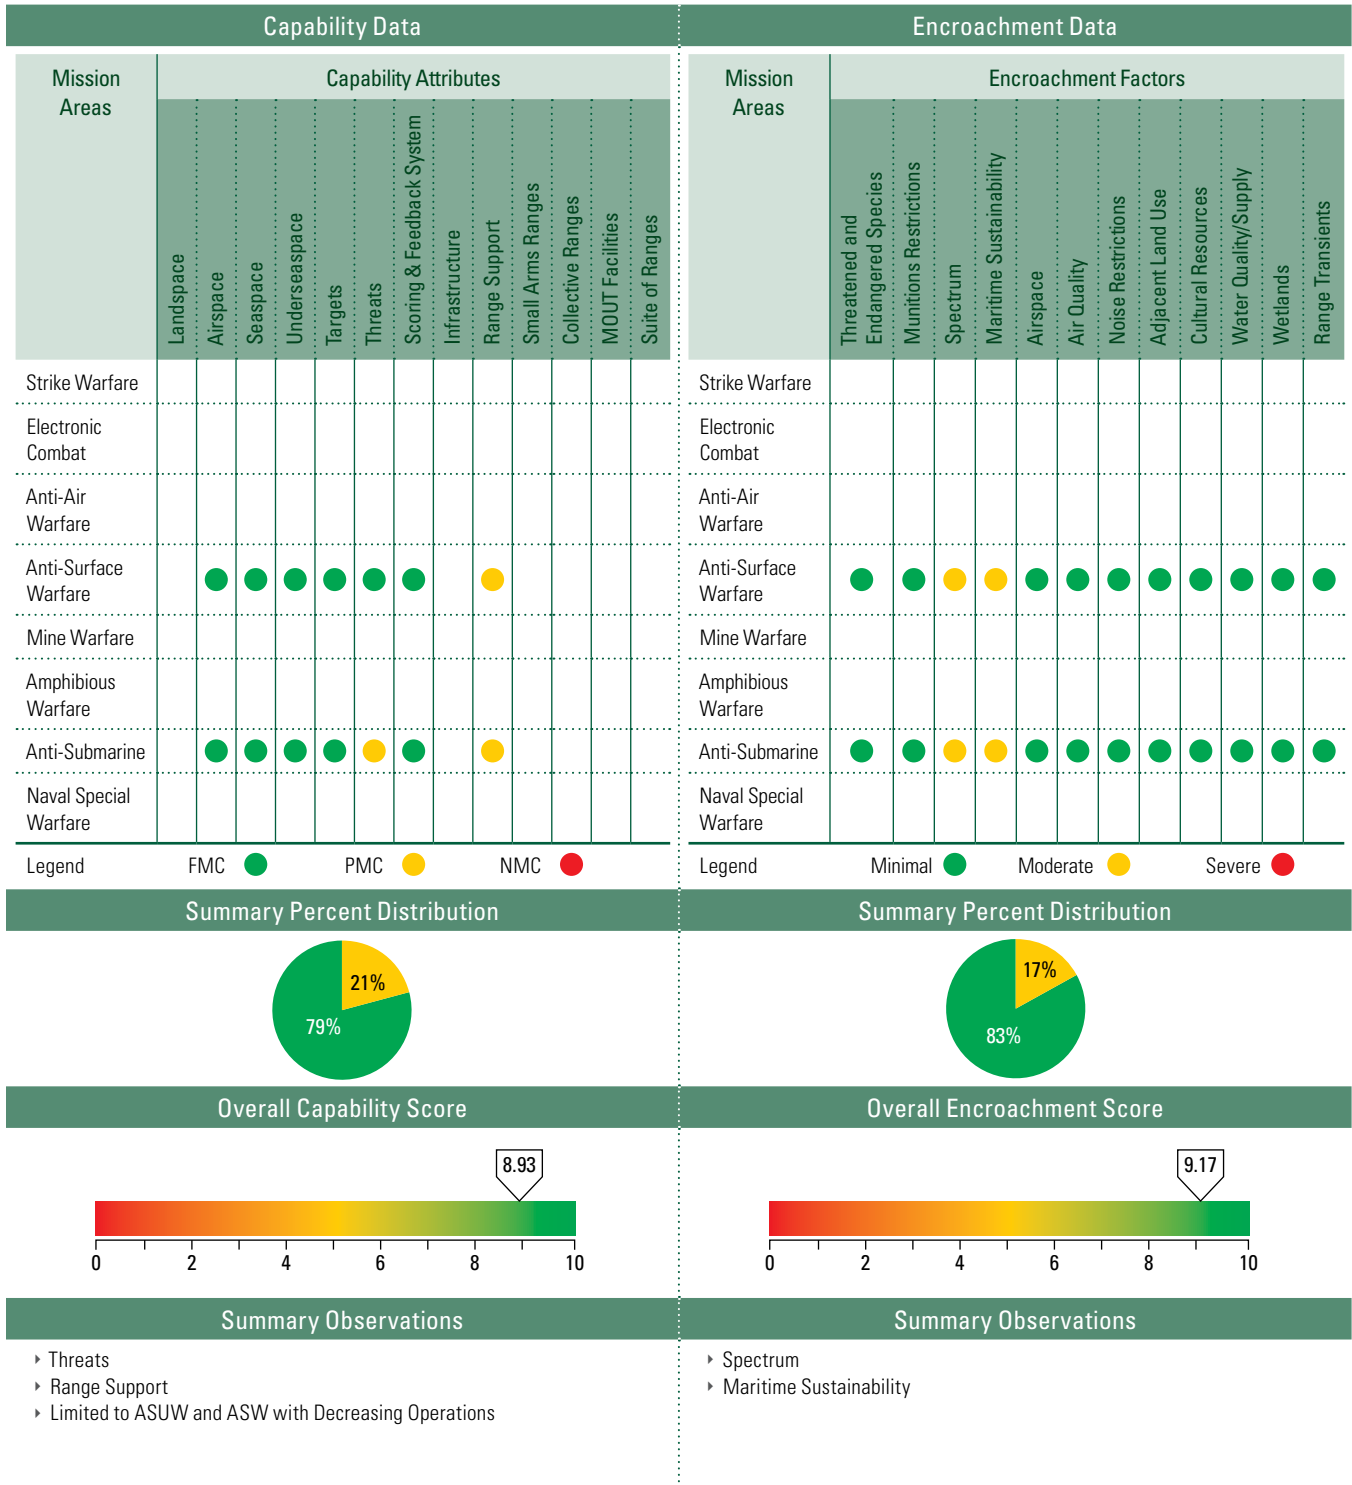 Capability Data
Mission
Areas
Capability Attributes
Landspace
Airspace
Seaspace
Underseaspace
Targets
Threats
Scoring & Feedback System
Infrastructure
Range Support
Small Arms Ranges
Collective Ranges
MOUT Facilities
Suite of Ranges
Strike Warfare
Electronic
Combat
Anti-Air
Warfare
Anti-Surface
Warfare
Mine Warfare
Amphibious
Warfare
Anti-Submarine
Naval Special
Warfare
Legend FMC PMC NMC
Summary Percent Distribution
21%
79%
Overall Capability Score
8.93
0 2 4 6 8 10
Summary Observations
‣ Threats
‣ Range Support
‣ Limited to ASUW and ASW with Decreasing Operations
Encroachment Data
Mission
Areas
Encroachment Factors
Threatened and
Endangered Species
Munitions Restrictions
Spectrum
Maritime Sustainability
Airspace
Air Quality
Noise Restrictions
Adjacent Land Use
Cultural Resources
Water Quality/Supply
Wetlands
Range Transients
Strike Warfare
Electronic
Combat
Anti-Air
Warfare
Anti-Surface
Warfare
Mine Warfare
Amphibious
Warfare
Anti-Submarine
Naval Special
Warfare
Legend Minimal Moderate Severe
Summary Percent Distribution
17%
83%
Overall Encroachment Score
9.17
0 2 4 6 8 10
Summary Observations
‣ Spectrum
‣ Maritime Sustainability